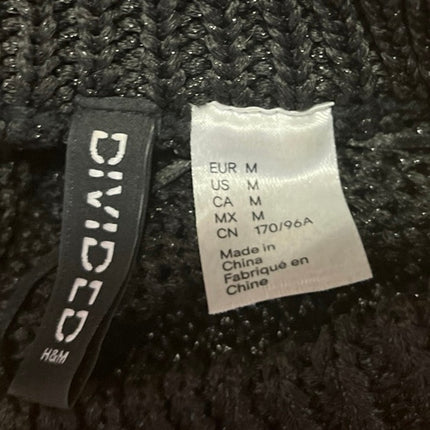 DIVIDED
H&M
EUR M
US M
CA M
MX M
CN 170/96A
Made in
China
Fabriqué en
Chine